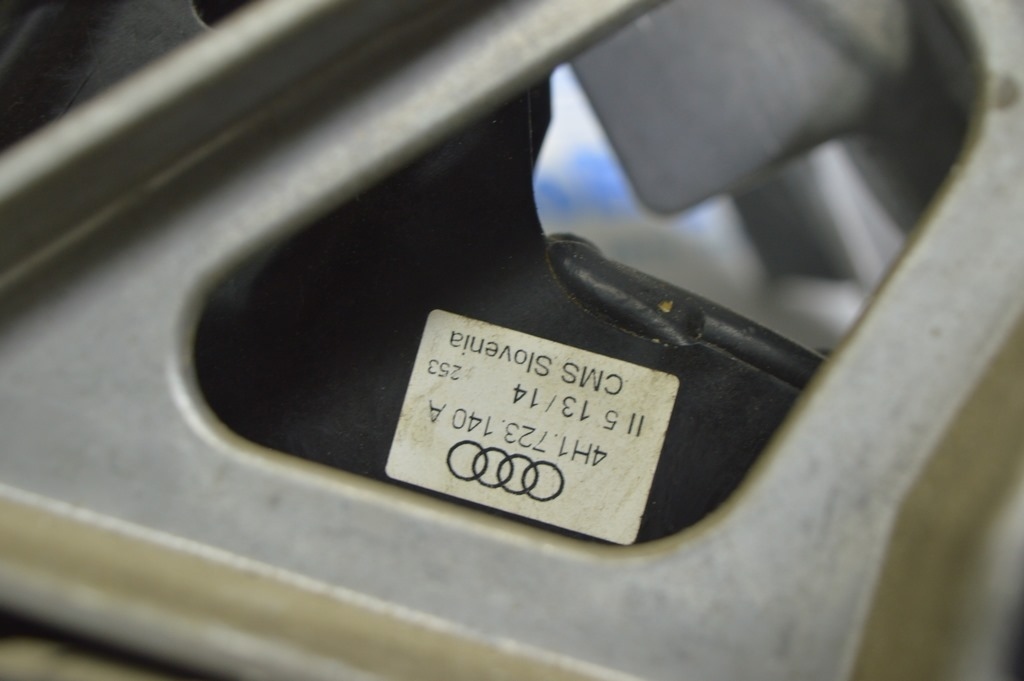 4H1.723.140 A
II 5 13/14
253
CMS Slovenia